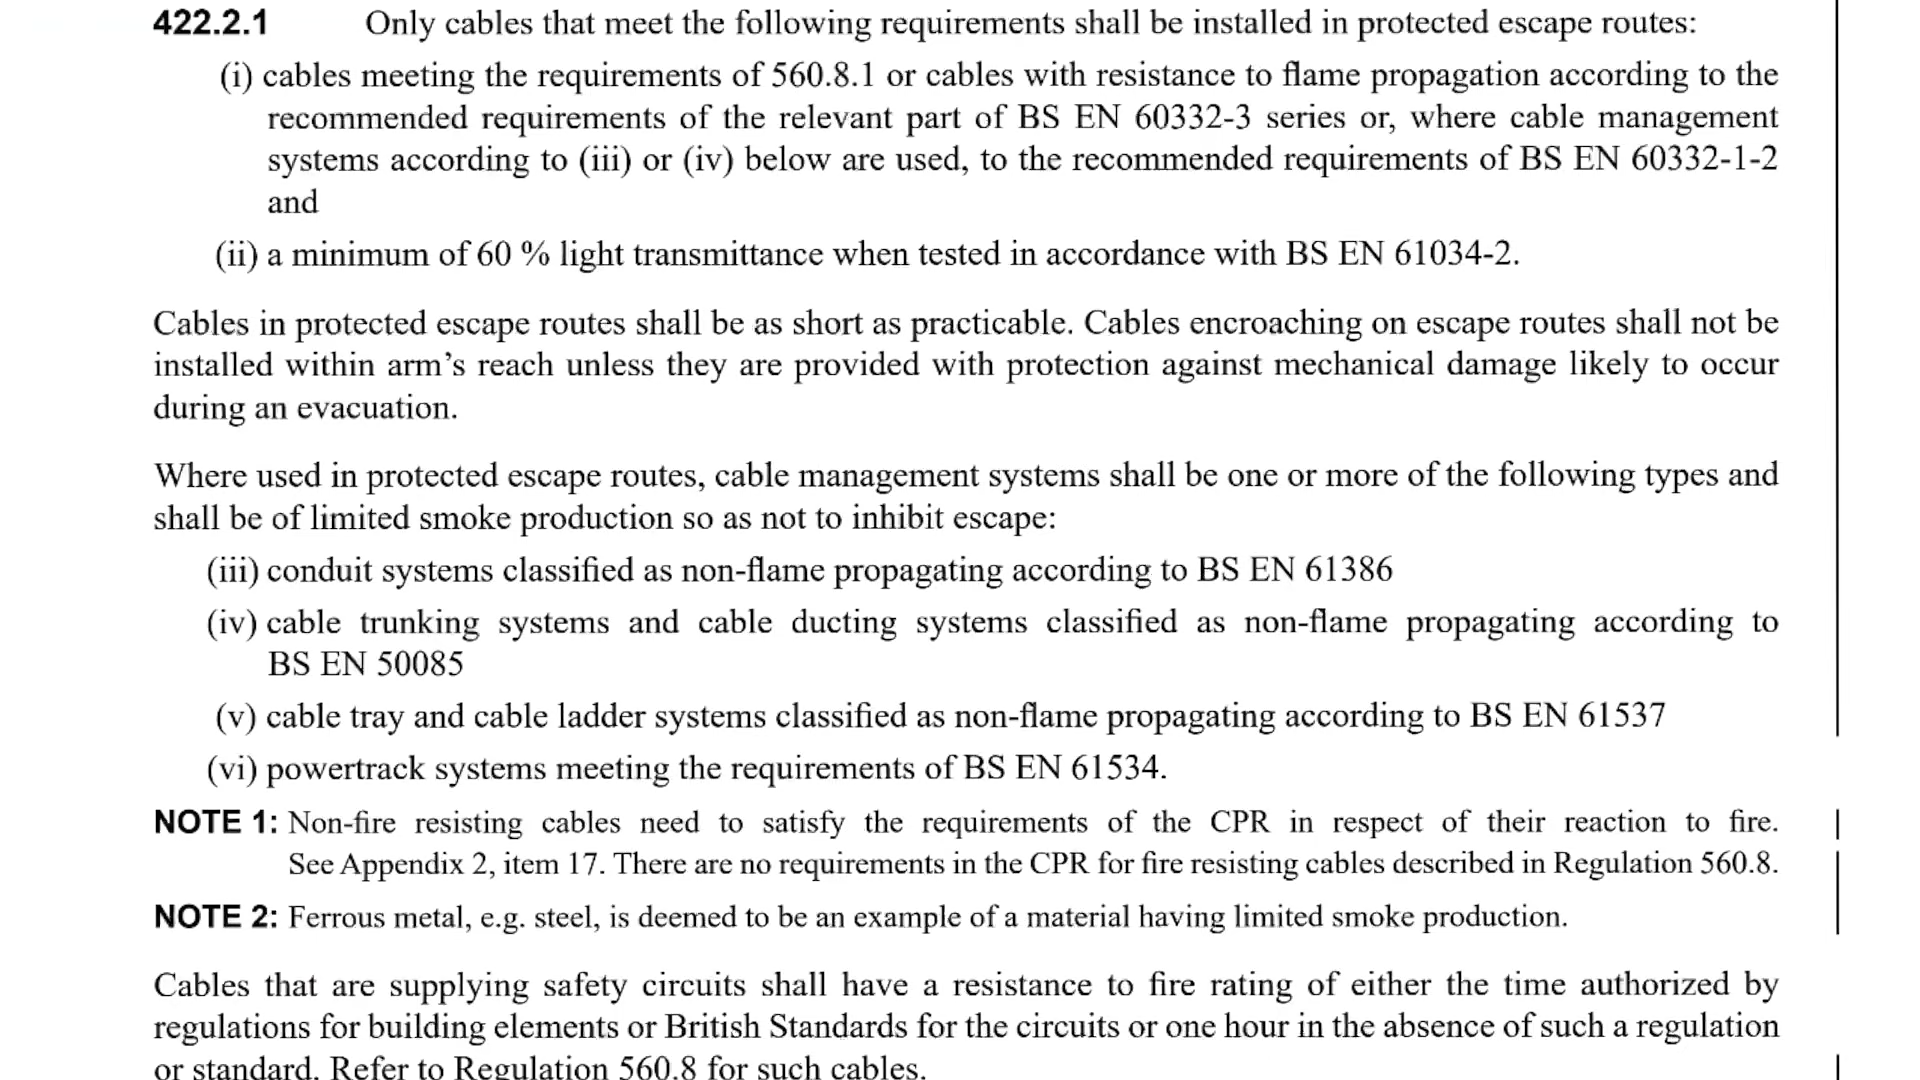 422.2.1 Only cables that meet the following requirements shall be installed in protected escape routes:
(i) cables meeting the requirements of 560.8.1 or cables with resistance to flame propagation according to the
recommended requirements of the relevant part of BS EN 60332-3 series or, where cable management
systems according to (iii) or (iv) below are used, to the recommended requirements of BS EN 60332-1-2
and
(ii) a minimum of 60 % light transmittance when tested in accordance with BS EN 61034-2.
Cables in protected escape routes shall be as short as practicable. Cables encroaching on escape routes shall not be
installed within arm’s reach unless they are provided with protection against mechanical damage likely to occur
during an evacuation.
Where used in protected escape routes, cable management systems shall be one or more of the following types and
shall be of limited smoke production so as not to inhibit escape:
(iii) conduit systems classified as non-flame propagating according to BS EN 61386
(iv) cable trunking systems and cable ducting systems classified as non-flame propagating according to
BS EN 50085
(v) cable tray and cable ladder systems classified as non-flame propagating according to BS EN 61537
(vi) powertrack systems meeting the requirements of BS EN 61534.
NOTE 1: Non-fire resisting cables need to satisfy the requirements of the CPR in respect of their reaction to fire.
See Appendix 2, item 17. There are no requirements in the CPR for fire resisting cables described in Regulation 560.8.
NOTE 2: Ferrous metal, e.g. steel, is deemed to be an example of a material having limited smoke production.
Cables that are supplying safety circuits shall have a resistance to fire rating of either the time authorized by
regulations for building elements or British Standards for the circuits or one hour in the absence of such a regulation
or standard. Refer to Regulation 560.8 for such cables.